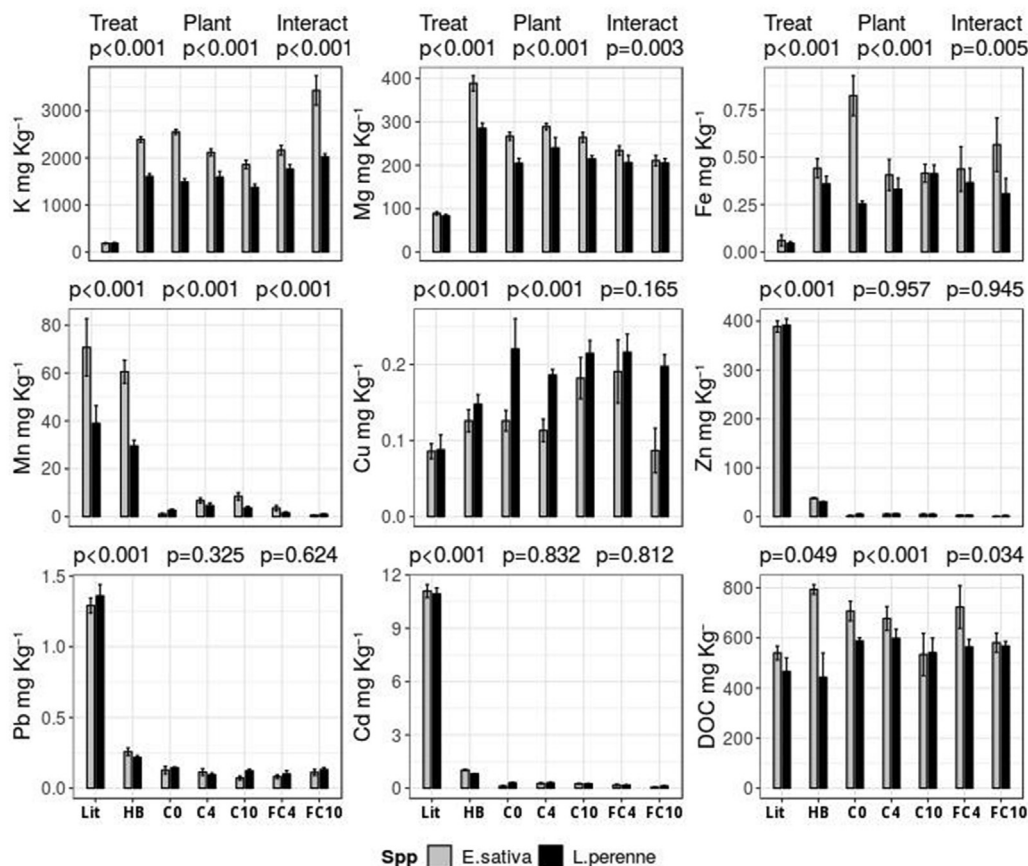 Treat Plant Interact Treat Plant Interact Treat Plant Interact
p<0.001 p<0.001 p<0.001 p<0.001 p<0.001 p=0.003 p<0.001 p<0.001 p=0.005
K mg Kg⁻¹
3000
2000
1000
0
Mg mg Kg⁻¹
400
300
200
100
0
Fe mg Kg⁻¹
0.75
0.50
0.25
0.00
p<0.001 p<0.001 p<0.001 p<0.001 p<0.001 p=0.165 p<0.001 p=0.957 p=0.945
Mn mg Kg⁻¹
80
60
40
20
0
Cu mg Kg⁻¹
0.2
0.1
0.0
Zn mg Kg⁻¹
400
300
200
100
0
p<0.001 p=0.325 p=0.624 p<0.001 p=0.832 p=0.812 p=0.049 p<0.001 p=0.034
Pb mg Kg⁻¹
1.5
1.0
0.5
0.0
Cd mg Kg⁻¹
12
9
6
3
0
DOC mg Kg⁻
800
600
400
200
0
Lit HB C0 C4 C10 FC4 FC10 Lit HB C0 C4 C10 FC4 FC10 Lit HB C0 C4 C10 FC4 FC10
Spp E.sativa L.perenne